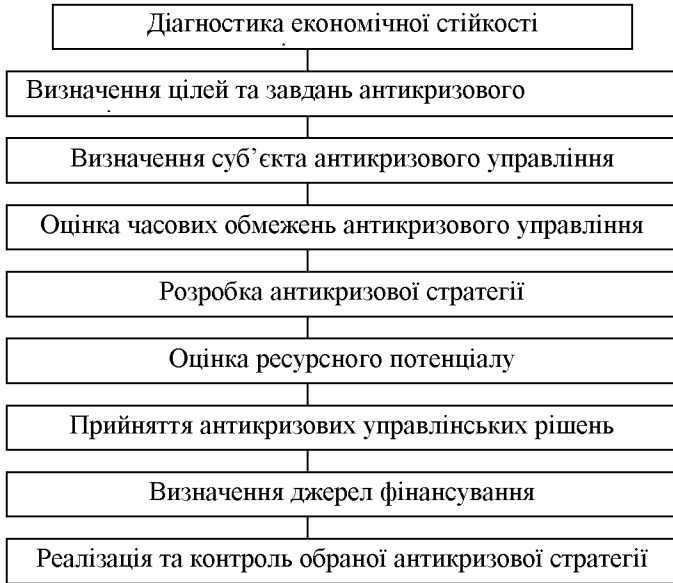 Діагностика економічної стійкості
Визначення цілей та завдань антикризового
Визначення суб’єкта антикризового управління
Оцінка часових обмежень антикризового управління
Розробка антикризової стратегії
Оцінка ресурсного потенціалу
Прийняття антикризових управлінських рішень
Визначення джерел фінансування
Реалізація та контроль обраної антикризової стратегії